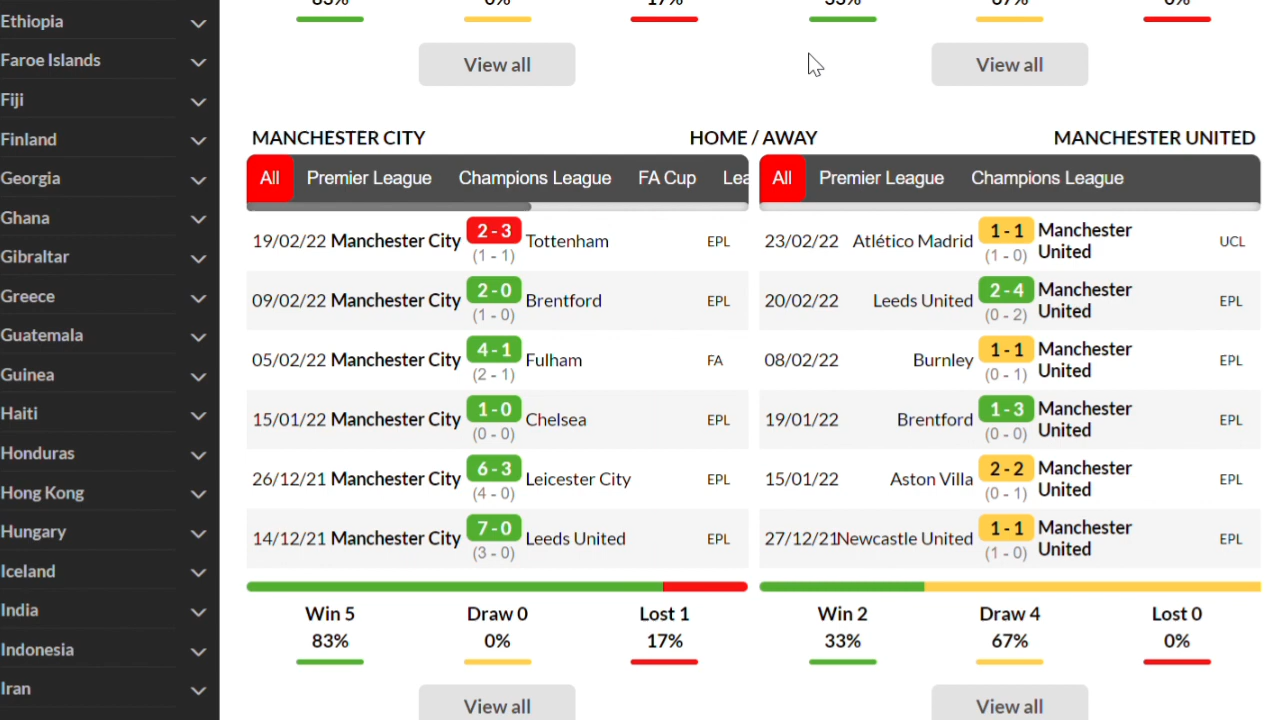 Ethiopia
Faroe Islands
Fiji
Finland
Georgia
Ghana
Gibraltar
Greece
Guatemala
Guinea
Haiti
Honduras
Hong Kong
Hungary
Iceland
India
Indonesia
Iran
83% 0% 17% 33% 67% 0%
View all View all
MANCHESTER CITY HOME / AWAY MANCHESTER UNITED
All Premier League Champions League FA Cup Lea
19/02/22 Manchester City 2 - 3 Tottenham EPL
(1 - 1)
09/02/22 Manchester City 2 - 0 Brentford EPL
(1 - 0)
05/02/22 Manchester City 4 - 1 Fulham FA
(2 - 1)
15/01/22 Manchester City 1 - 0 Chelsea EPL
(0 - 0)
26/12/21 Manchester City 6 - 3 Leicester City EPL
(4 - 0)
14/12/21 Manchester City 7 - 0 Leeds United EPL
(3 - 0)
Win 5 Draw 0 Lost 1
83% 0% 17%
View all
All Premier League Champions League
23/02/22 Atlético Madrid 1 - 1 Manchester United UCL
(1 - 0)
20/02/22 Leeds United 2 - 4 Manchester United EPL
(0 - 2)
08/02/22 Burnley 1 - 1 Manchester United EPL
(0 - 1)
19/01/22 Brentford 1 - 3 Manchester United EPL
(0 - 0)
15/01/22 Aston Villa 2 - 2 Manchester United EPL
(0 - 1)
27/12/21 Newcastle United 1 - 1 Manchester United EPL
(1 - 0)
Win 2 Draw 4 Lost 0
33% 67% 0%
View all